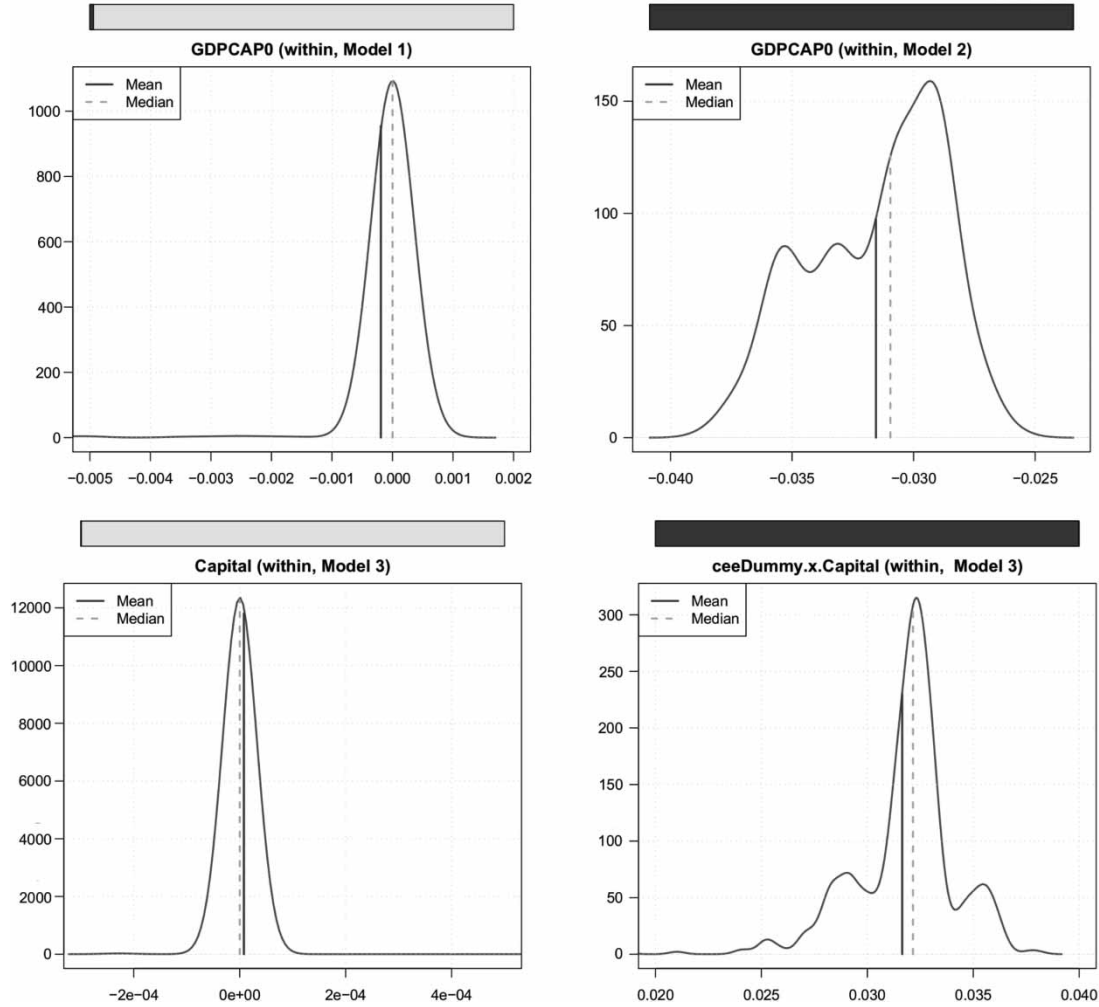 GDPCAP0 (within, Model 1)
Mean
Median
1000
800
600
400
200
0
−0.005 −0.004 −0.003 −0.002 −0.001 0.000 0.001 0.002
GDPCAP0 (within, Model 2)
Mean
Median
150
100
50
0
−0.040 −0.035 −0.030 −0.025
Capital (within, Model 3)
Mean
Median
12000
10000
8000
6000
4000
2000
0
−2e−04 0e+00 2e−04 4e−04
ceeDummy.x.Capital (within, Model 3)
Mean
Median
300
250
200
150
100
50
0
0.020 0.025 0.030 0.035 0.040